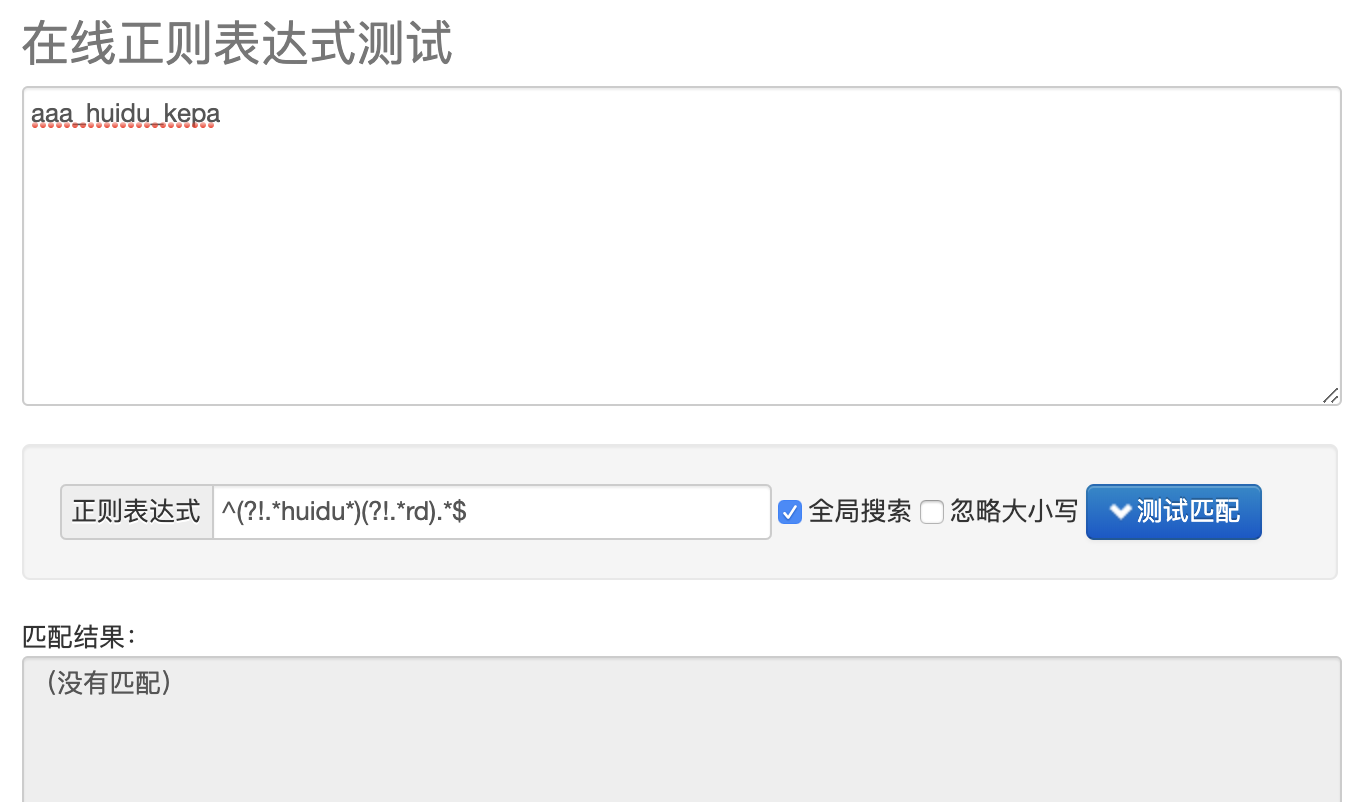 在线正则表达式测试
aaa_huidu_kepa
正则表达式 ^(?!.*huidu*)(?!.*rd).*$ 全局搜索 忽略大小写 测试匹配
匹配结果：
（没有匹配）